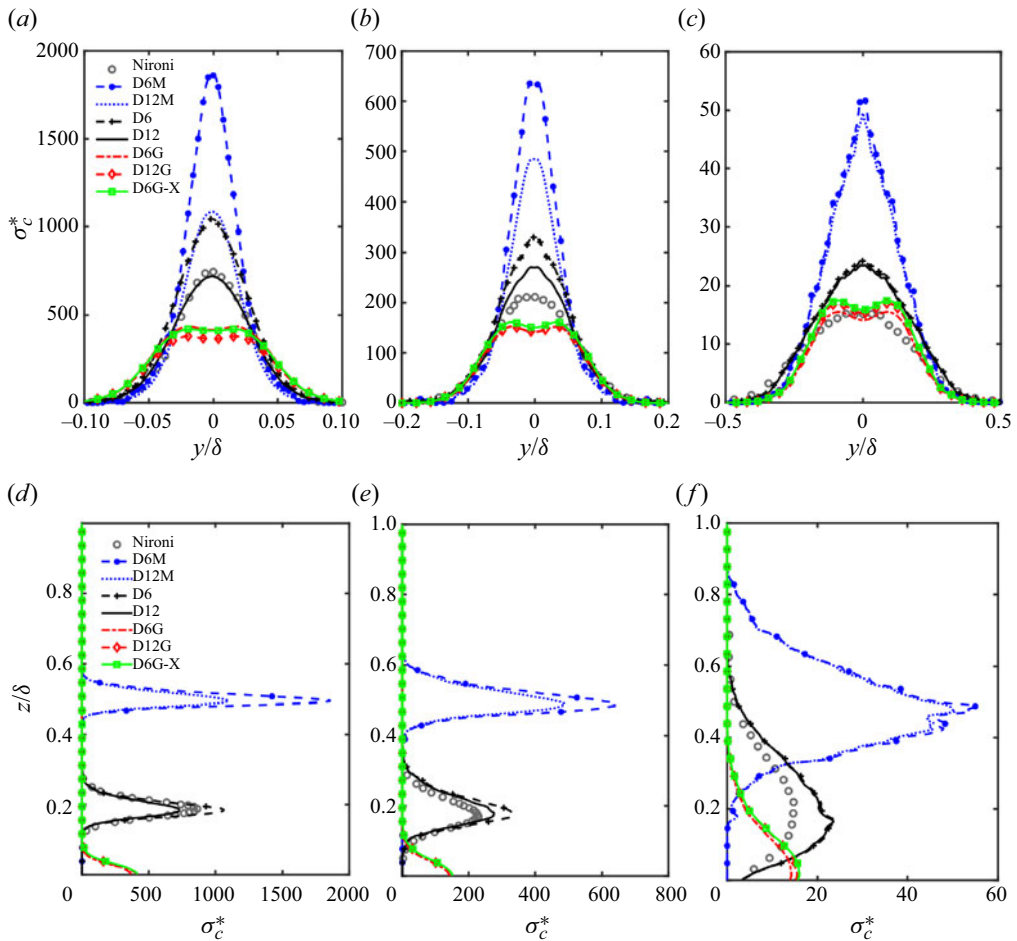 (a)
2000
1500
1000
500
0
σ*c
Nironi
D6M
D12M
D6
D12
D6G
D12G
D6G-X
–0.10
–0.05
0
0.05
0.10
y/δ
(b)
700
600
500
400
300
200
100
0
–0.2
–0.1
0
0.1
0.2
y/δ
(c)
60
50
40
30
20
10
0
–0.5
0
0.5
y/δ
(d)
0.8
0.6
0.4
0.2
z/δ
Nironi
D6M
D12M
D6
D12
D6G
D12G
D6G-X
0
500
1000
1500
2000
σ*c
(e)
1.0
0.8
0.6
0.4
0.2
0
200
400
600
800
σ*c
(f)
1.0
0.8
0.6
0.4
0.2
0
20
40
60
σ*c